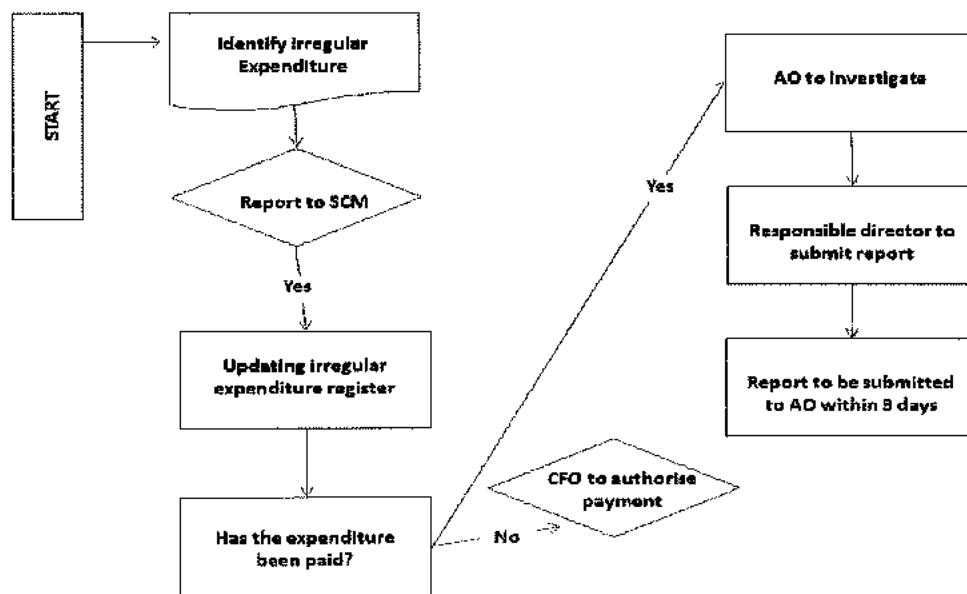 START
Identify Irregular
Expenditure
Report to SCM
Yes
Updating irregular
expenditure register
Has the expenditure
been paid?
No
CFO to authorise
payment
Yes
AO to investigate
Responsible director to
submit report
Report to be submitted
to AO within 3 days